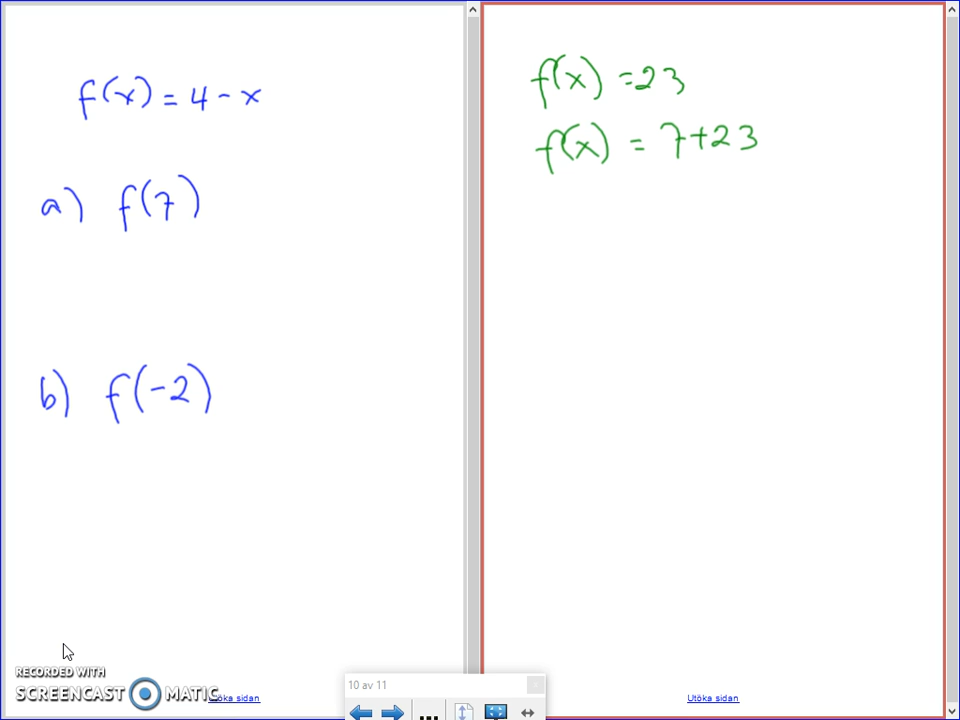 f(x) = 4 - x
a) f(7)
b) f(-2)
f(x) = 23
f(x) = 7+23
RECORDED WITH
SCREENCAST MATIC
Utöka sidan
10 av 11
Utöka sidan